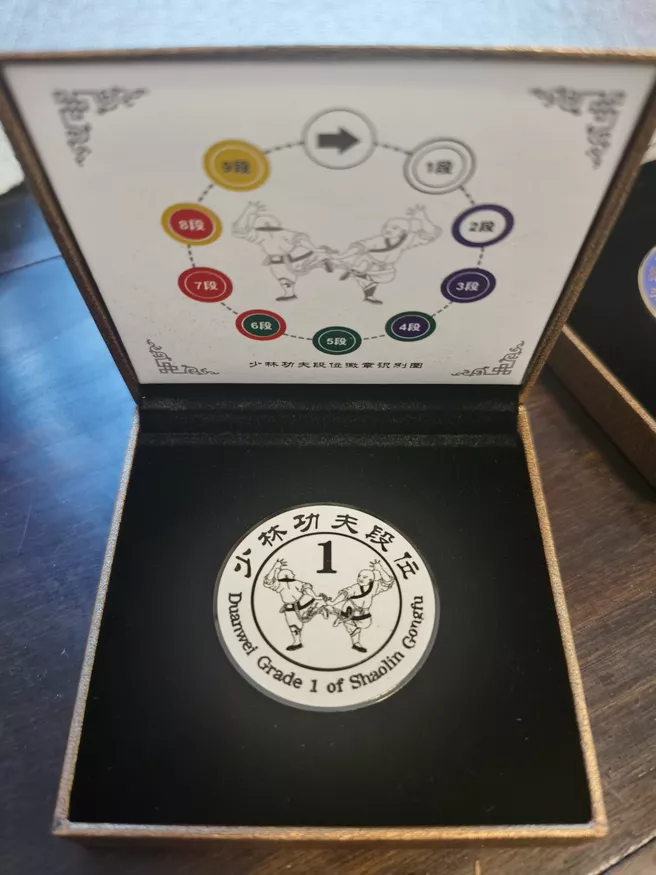 1段
2段
3段
4段
5段
6段
7段
8段
9段
少林功夫段位徽章识别图
少林功夫段位
1
Duanwei Grade 1 of Shaolin Gongfu